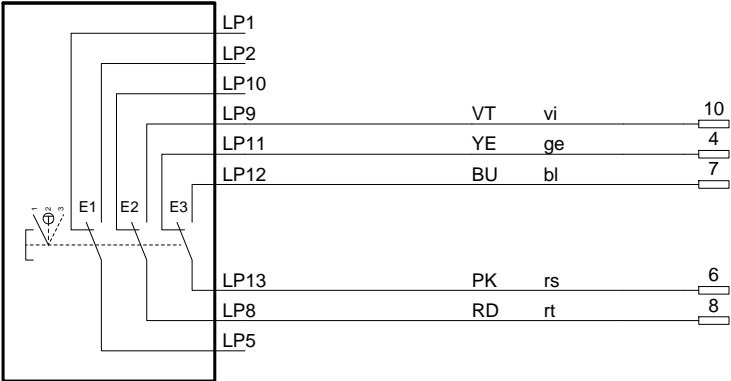 LP1
LP2
LP10
LP9 VT vi 10
LP11 YE ge 4
LP12 BU bl 7
1 2 3 E1 E2 E3
LP13 PK rs 6
LP8 RD rt 8
LP5